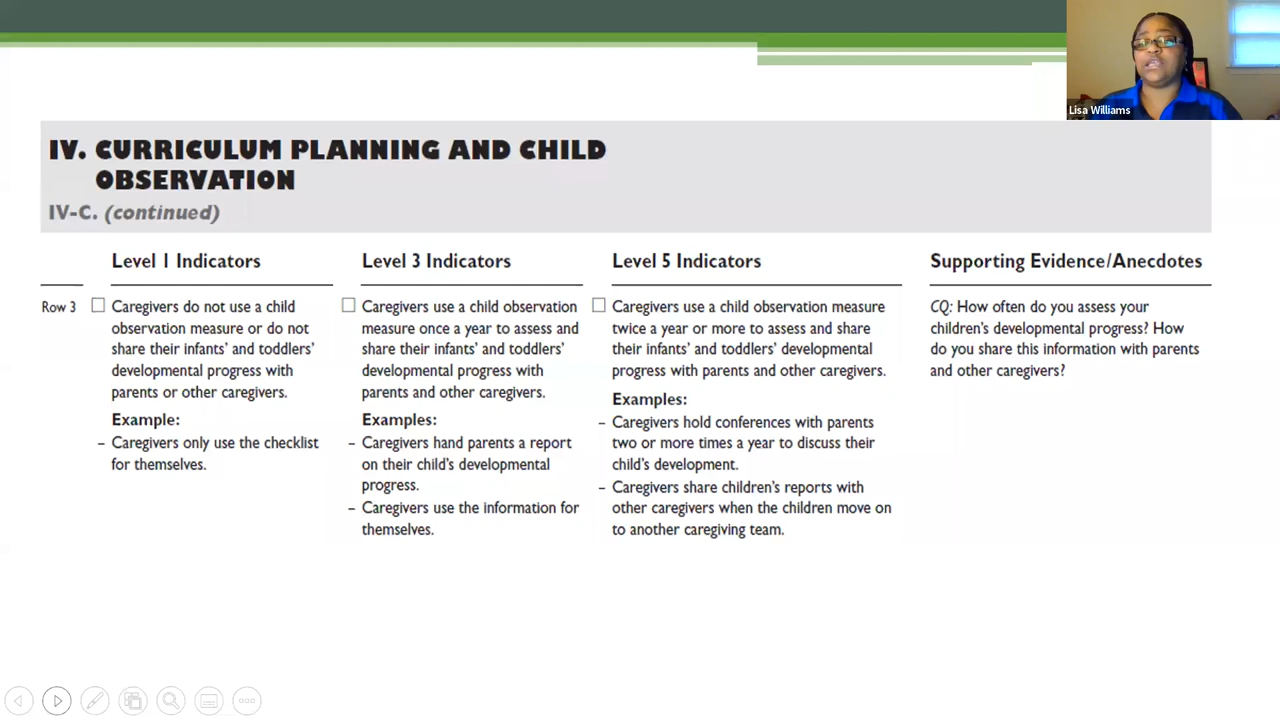 Lisa Williams
IV. CURRICULUM PLANNING AND CHILD
OBSERVATION
IV-C. (continued)
Level 1 Indicators
Level 3 Indicators
Level 5 Indicators
Supporting Evidence/Anecdotes
Row 3
Caregivers do not use a child
observation measure or do not
share their infants’ and toddlers’
developmental progress with
parents or other caregivers.
Example:
– Caregivers only use the checklist
for themselves.
Caregivers use a child observation
measure once a year to assess and
share their infants’ and toddlers’
developmental progress with
parents and other caregivers.
Examples:
– Caregivers hand parents a report
on their child’s developmental
progress.
– Caregivers use the information for
themselves.
Caregivers use a child observation measure
twice a year or more to assess and share
their infants’ and toddlers’ developmental
progress with parents and other caregivers.
Examples:
– Caregivers hold conferences with parents
two or more times a year to discuss their
child’s development.
– Caregivers share children’s reports with
other caregivers when the children move on
to another caregiving team.
CQ: How often do you assess your
children’s developmental progress? How
do you share this information with parents
and other caregivers?